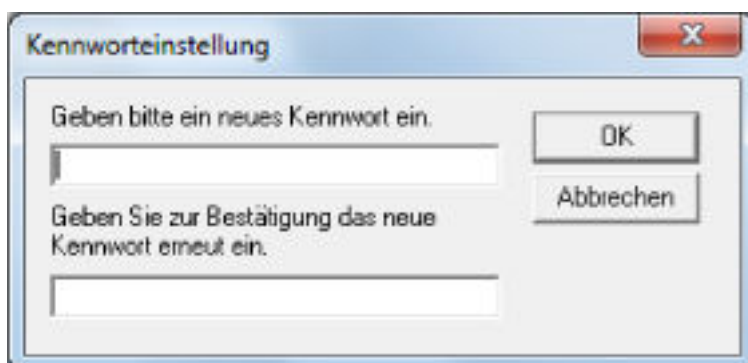 Kennworteinstellung
Geben bitte ein neues Kennwort ein.
OK
Abbrechen
Geben Sie zur Bestätigung das neue
Kennwort erneut ein.